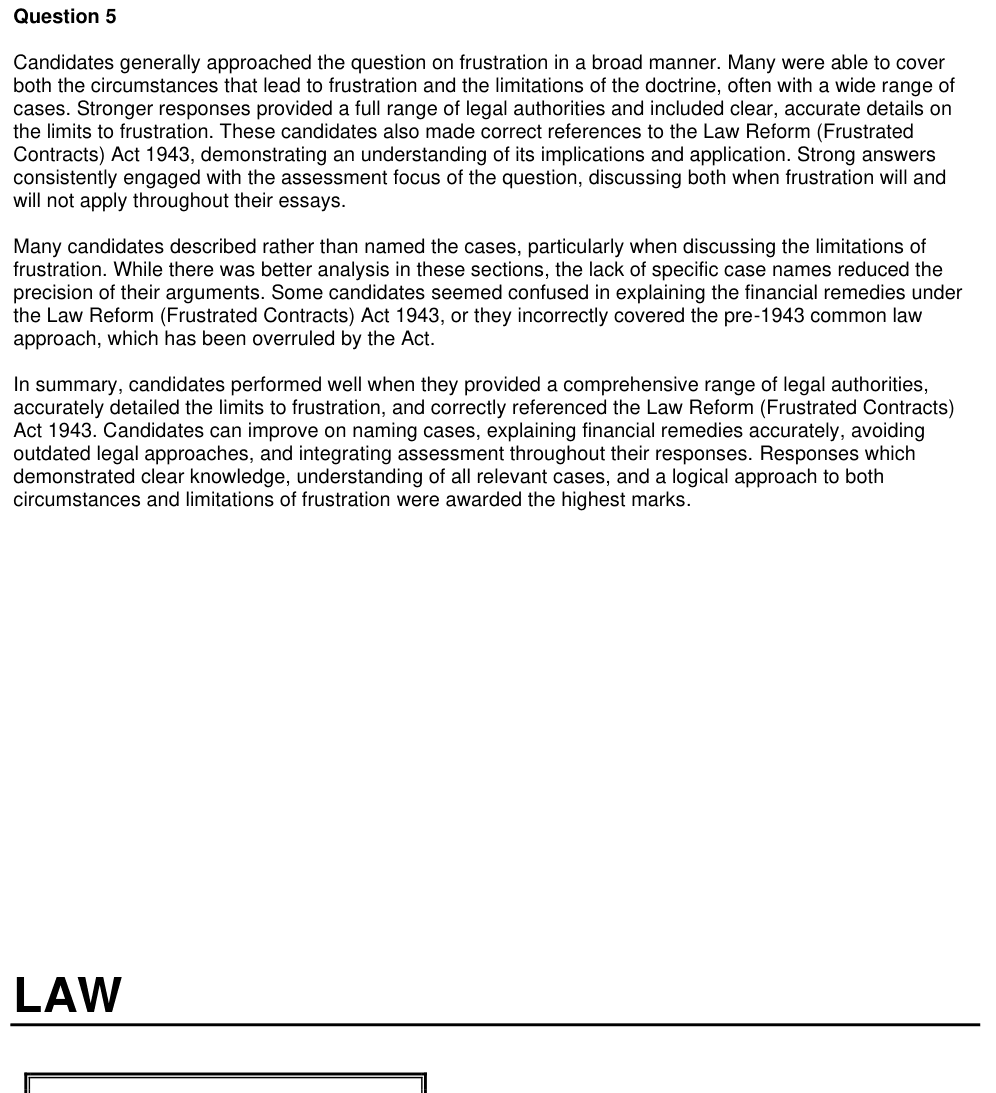 Question 5
Candidates generally approached the question on frustration in a broad manner. Many were able to cover
both the circumstances that lead to frustration and the limitations of the doctrine, often with a wide range of
cases. Stronger responses provided a full range of legal authorities and included clear, accurate details on
the limits to frustration. These candidates also made correct references to the Law Reform (Frustrated
Contracts) Act 1943, demonstrating an understanding of its implications and application. Strong answers
consistently engaged with the assessment focus of the question, discussing both when frustration will and
will not apply throughout their essays.
Many candidates described rather than named the cases, particularly when discussing the limitations of
frustration. While there was better analysis in these sections, the lack of specific case names reduced the
precision of their arguments. Some candidates seemed confused in explaining the financial remedies under
the Law Reform (Frustrated Contracts) Act 1943, or they incorrectly covered the pre-1943 common law
approach, which has been overruled by the Act.
In summary, candidates performed well when they provided a comprehensive range of legal authorities,
accurately detailed the limits to frustration, and correctly referenced the Law Reform (Frustrated Contracts)
Act 1943. Candidates can improve on naming cases, explaining financial remedies accurately, avoiding
outdated legal approaches, and integrating assessment throughout their responses. Responses which
demonstrated clear knowledge, understanding of all relevant cases, and a logical approach to both
circumstances and limitations of frustration were awarded the highest marks.
LAW